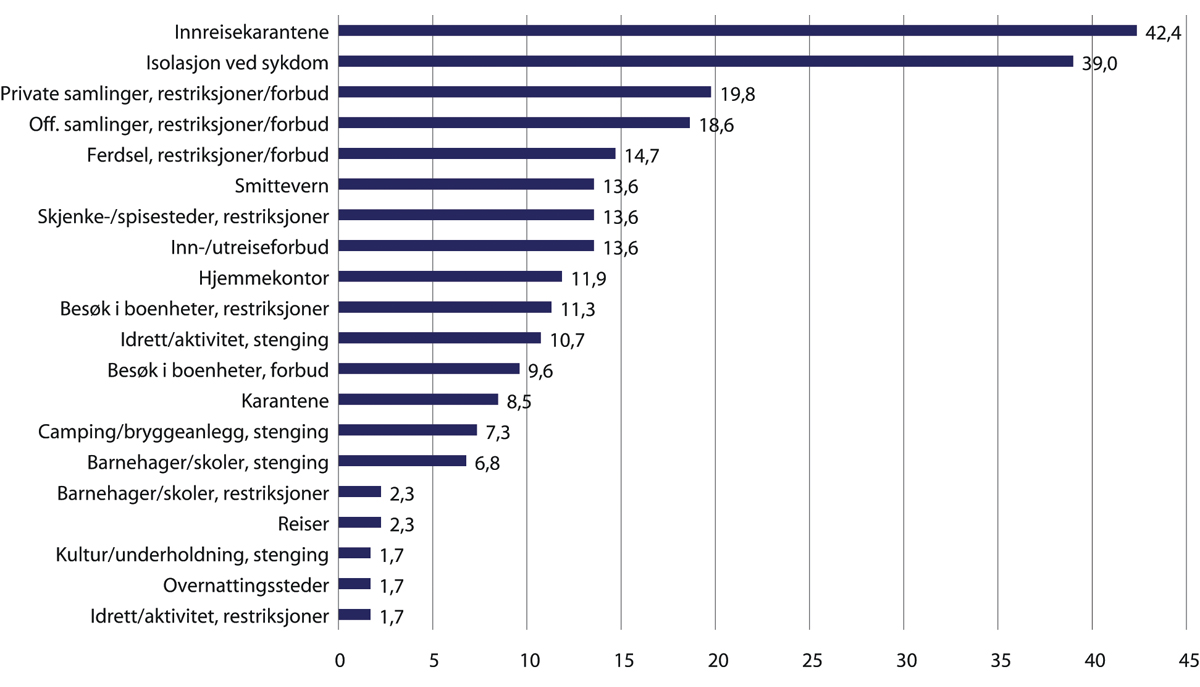 Innreisekarantene 42,4
Isolasjon ved sykdom 39,0
Private samlinger, restriksjoner/forbud 19,8
Off. samlinger, restriksjoner/forbud 18,6
Ferdsel, restriksjoner/forbud 14,7
Smittevern 13,6
Skjenke-/spisesteder, restriksjoner 13,6
Inn-/utreiseforbud 13,6
Hjemmekontor 11,9
Besøk i boenheter, restriksjoner 11,3
Idrett/aktivitet, stenging 10,7
Besøk i boenheter, forbud 9,6
Karantene 8,5
Camping/bryggeanlegg, stenging 7,3
Barnehager/skoler, stenging 6,8
Barnehager/skoler, restriksjoner 2,3
Reiser 2,3
Kultur/underholdning, stenging 1,7
Overnattingssteder 1,7
Idrett/aktivitet, restriksjoner 1,7
0 5 10 15 20 25 30 35 40 45